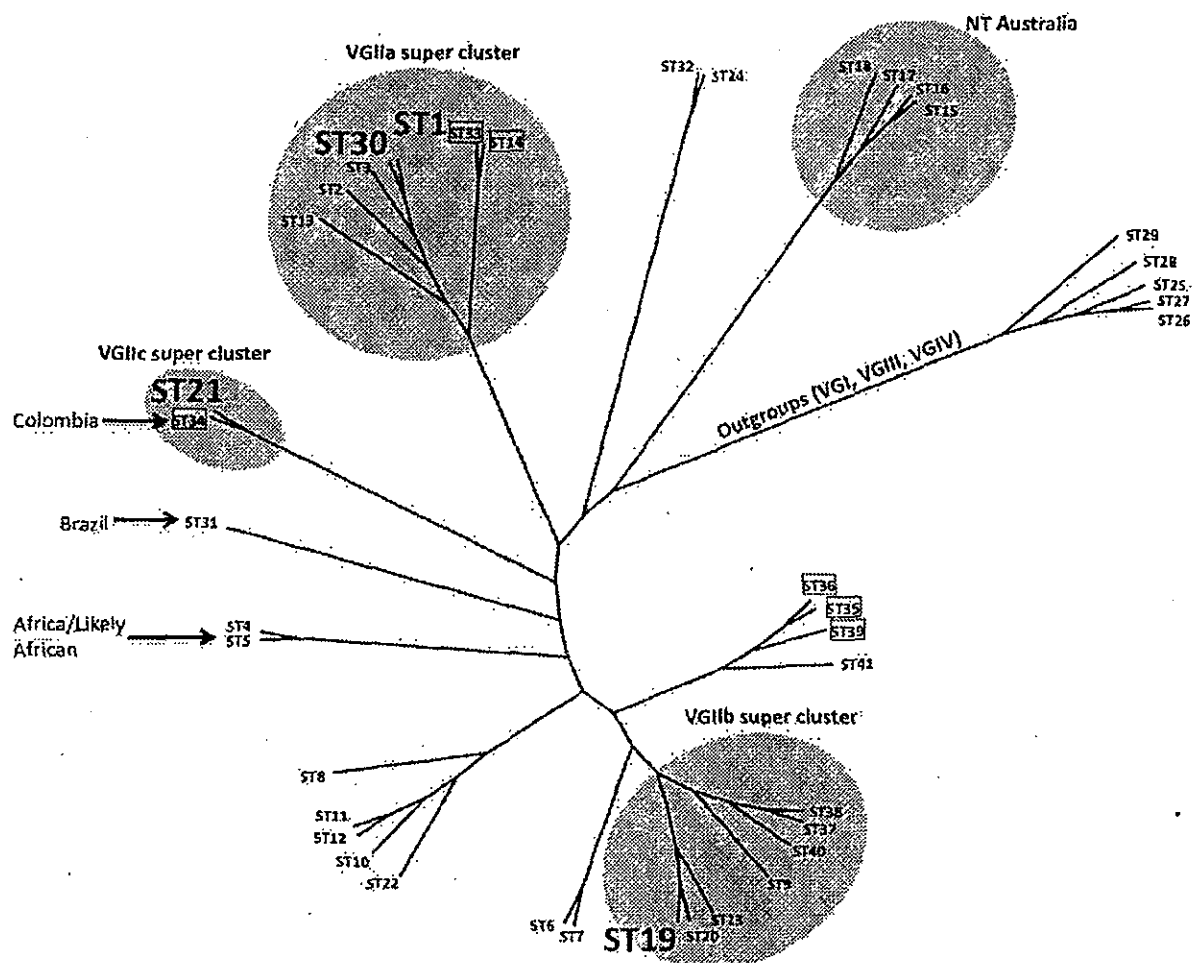 NT Australia
VGIIa super cluster
ST32
ST24
ST18
ST17
ST16
ST15
ST1
ST33
ST14
ST30
ST3
ST2
ST13
ST29
ST28
ST25
ST27
ST26
Outgroups (VGI, VGIII, VGIV)
VGIIc super cluster
ST21
Colombia
ST34
Brazil
ST31
Africa/Likely
African
ST4
ST5
ST36
ST35
ST39
ST41
VGIIb super cluster
ST8
ST11
ST12
ST10
ST22
ST38
ST37
ST40
ST9
ST6
ST7
ST19
ST20
ST23